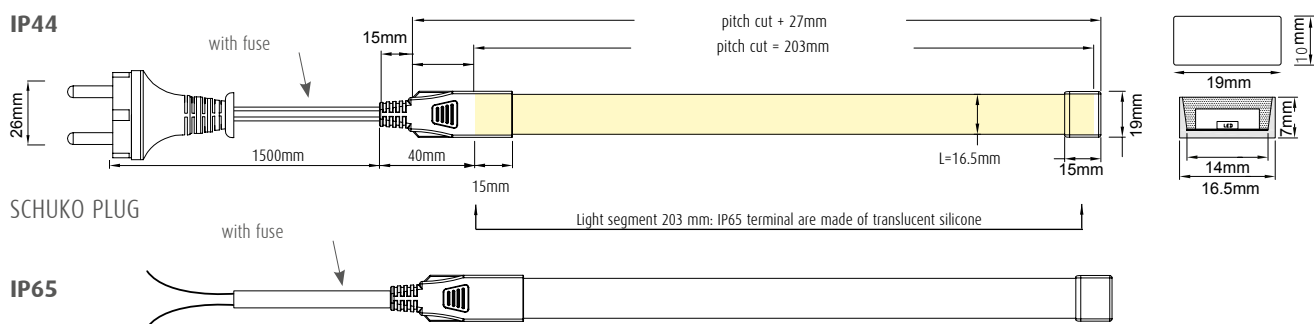 IP44
with fuse
15mm
pitch cut + 27mm
pitch cut = 203mm
10mm
19mm
26mm
1500mm
40mm
15mm
L=16.5mm
19mm
15mm
LED
7mm
14mm
16.5mm
SCHUKO PLUG
Light segment 203 mm: IP65 terminal are made of translucent silicone
with fuse
IP65